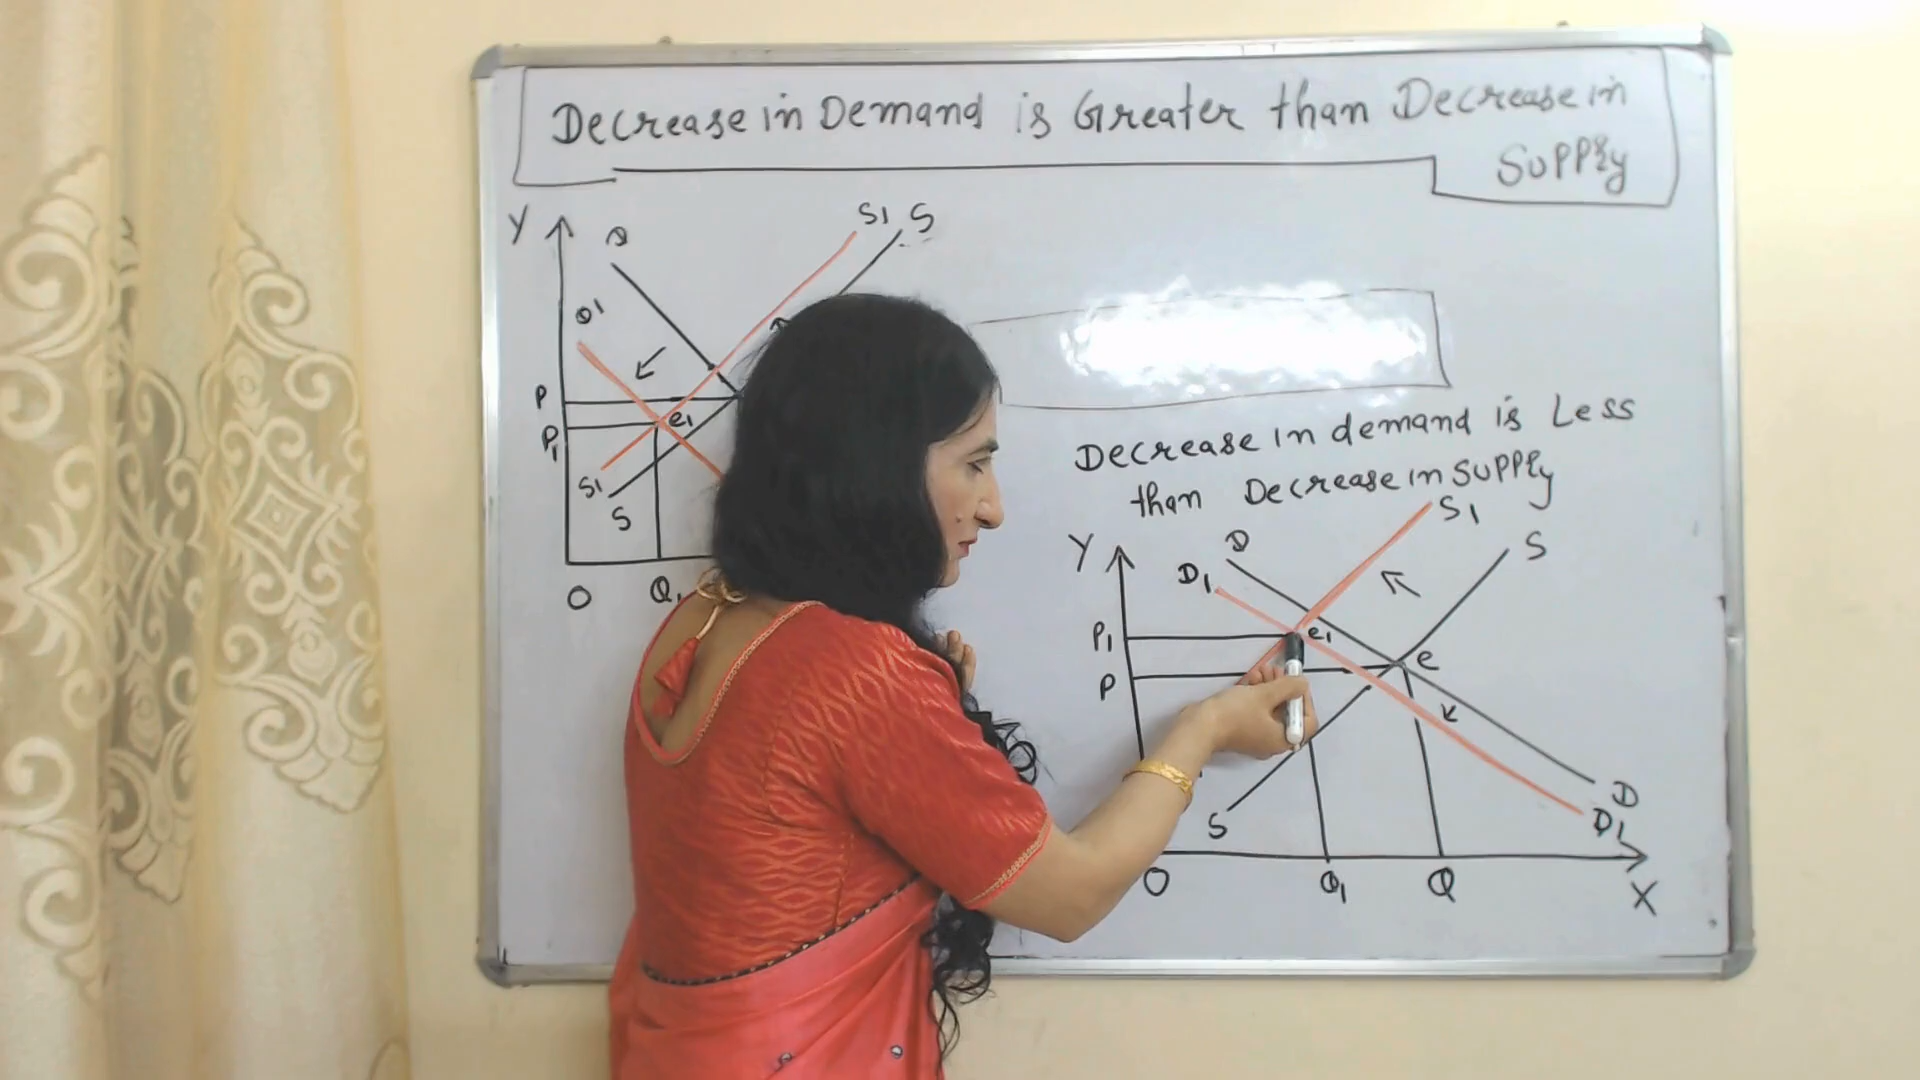 Decrease in Demand is Greater than Decrease in
Supply
Y
D
S1
S
D1
P
P1
e1
S1
S
O
Q1
Decrease in demand is Less
than Decrease in Supply
Y
D
S1
S
D1
P1
e1
e
P
S
D
D1
O
Q1
Q
X